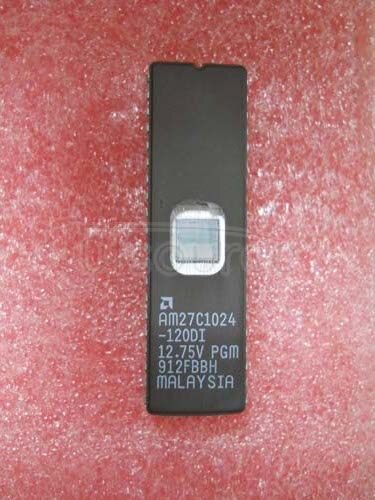 AM27C1024
-120DI
12.75V PGM
912FBBH
MALAYSIA